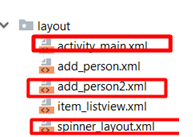 layout
activity_main.xml
add_person.xml
add_person2.xml
item_listview.xml
spinner_layout.xml